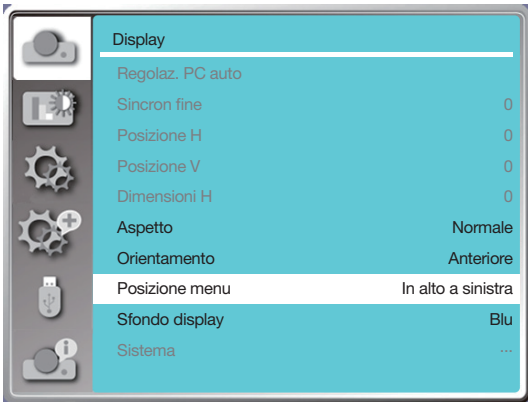 Display
Regolaz. PC auto
Sincron fine 0
Posizione H 0
Posizione V 0
Dimensioni H 0
Aspetto Normale
Orientamento Anteriore
Posizione menu In alto a sinistra
Sfondo display Blu
Sistema ...